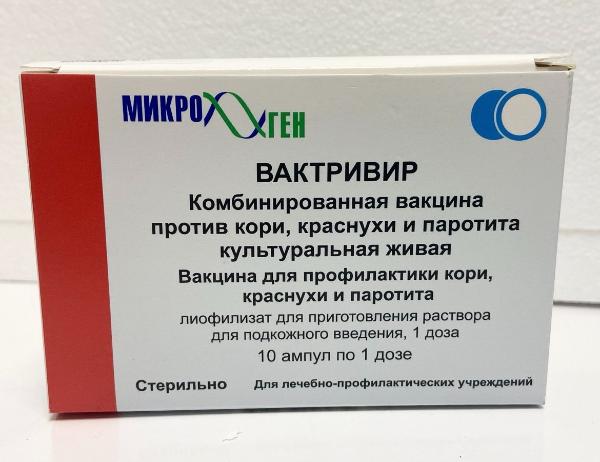 МИКРОГЕН
ВАКТРИВИР
Комбинированная вакцина
против кори, краснухи и паротита
культуральная живая
Вакцина для профилактики кори,
краснухи и паротита
лиофилизат для приготовления раствора
для подкожного введения, 1 доза
10 ампул по 1 дозе
Стерильно Для лечебно-профилактических учреждений